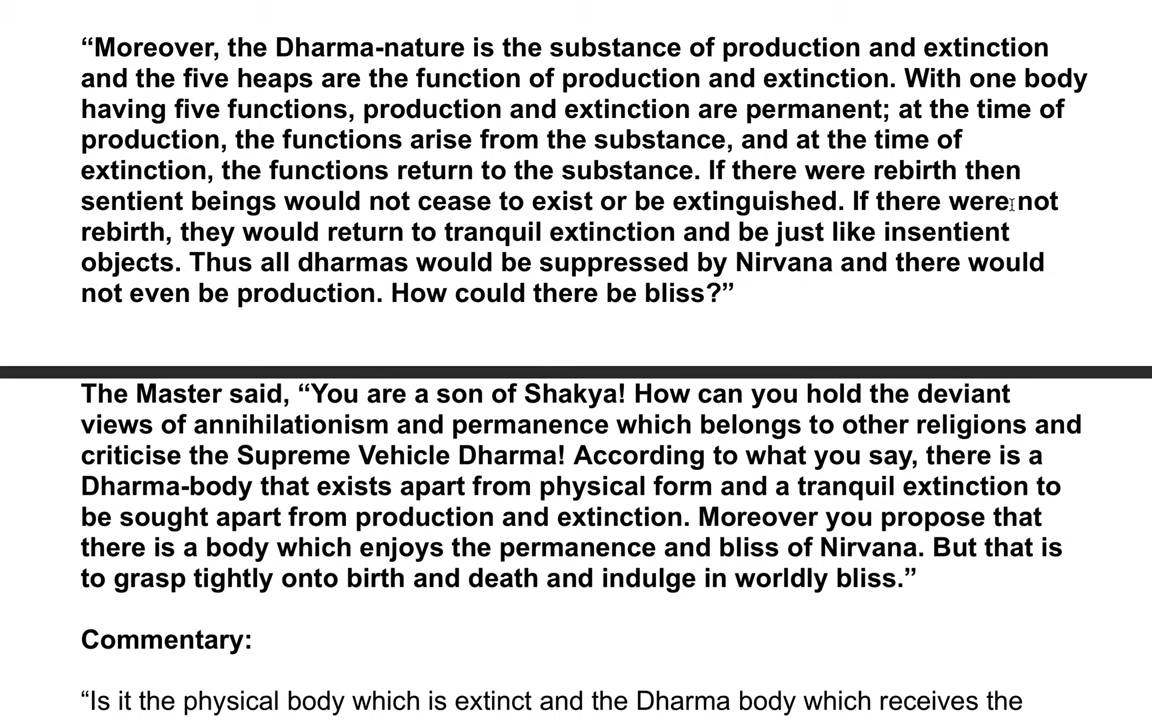 “Moreover, the Dharma-nature is the substance of production and extinction
and the five heaps are the function of production and extinction. With one body
having five functions, production and extinction are permanent; at the time of
production, the functions arise from the substance, and at the time of
extinction, the functions return to the substance. If there were rebirth then
sentient beings would not cease to exist or be extinguished. If there were not
rebirth, they would return to tranquil extinction and be just like insentient
objects. Thus all dharmas would be suppressed by Nirvana and there would
not even be production. How could there be bliss?”
The Master said, “You are a son of Shakya! How can you hold the deviant
views of annihilationism and permanence which belongs to other religions and
criticise the Supreme Vehicle Dharma! According to what you say, there is a
Dharma-body that exists apart from physical form and a tranquil extinction to
be sought apart from production and extinction. Moreover you propose that
there is a body which enjoys the permanence and bliss of Nirvana. But that is
to grasp tightly onto birth and death and indulge in worldly bliss.”
Commentary:
“Is it the physical body which is extinct and the Dharma body which receives the